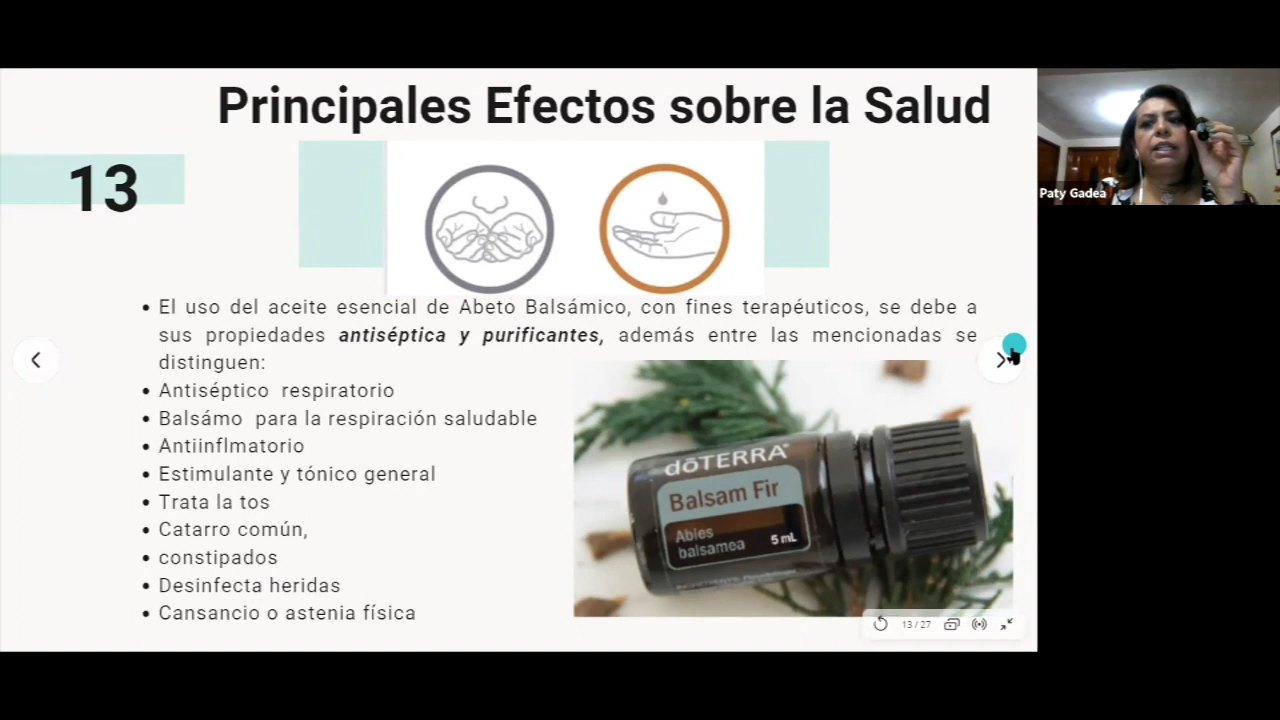 Principales Efectos sobre la Salud
13
Paty Gadea
• El uso del aceite esencial de Abeto Balsámico, con fines terapéuticos, se debe a
sus propiedades antiséptica y purificantes, además entre las mencionadas se
distinguen:
• Antiséptico respiratorio
• Balsámo para la respiración saludable
• Antiinflmatorio
• Estimulante y tónico general
• Trata la tos
• Catarro común,
• constipados
• Desinfecta heridas
• Cansancio o astenia física
dōTERRA
Balsam Fir
Abies
balsamea
5 mL
13 / 27